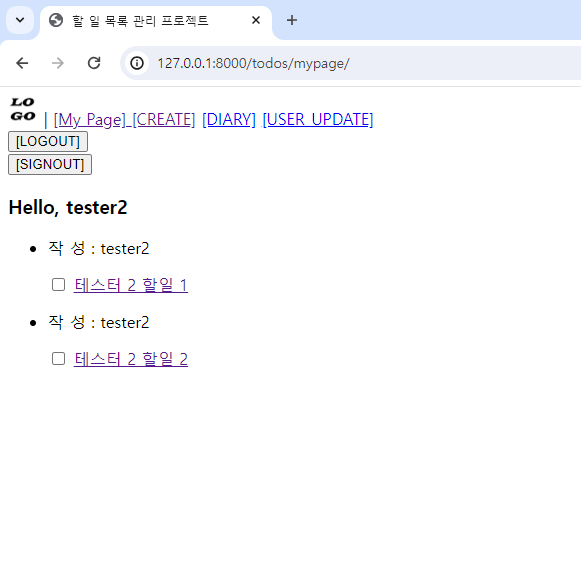 할 일 목록 관리 프로젝트
127.0.0.1:8000/todos/mypage/
LO
GO | [My Page] [CREATE] [DIARY] [USER UPDATE]
[LOGOUT]
[SIGNOUT]
Hello, tester2
• 작 성 : tester2
테스터 2 할일 1
• 작 성 : tester2
테스터 2 할일 2